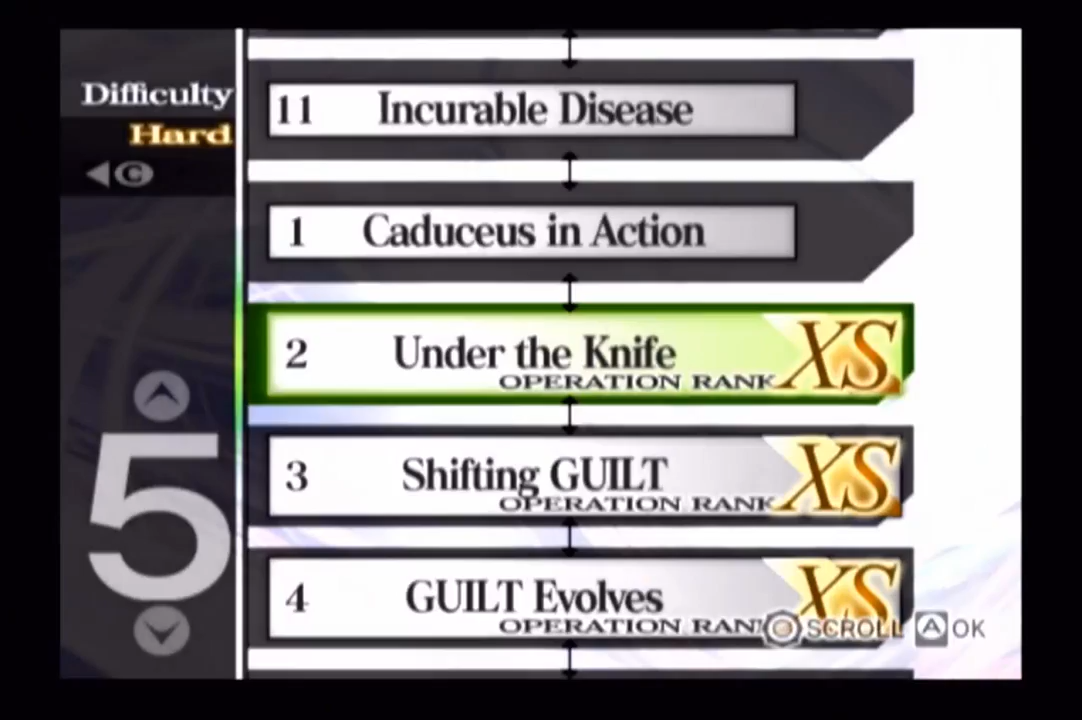 Difficulty
Hard
C
5
11 Incurable Disease
1 Caduceus in Action
2 Under the Knife
OPERATION RANK XS
3 Shifting GUILT
OPERATION RANK XS
4 GUILT Evolves
OPERATION RANK XS
SCROLL A OK